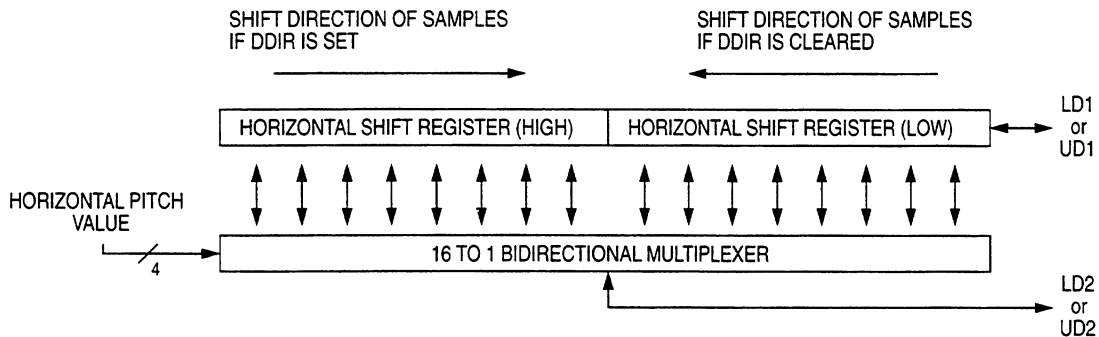 SHIFT DIRECTION OF SAMPLES
IF DDIR IS SET
SHIFT DIRECTION OF SAMPLES
IF DDIR IS CLEARED
HORIZONTAL SHIFT REGISTER (HIGH)
HORIZONTAL SHIFT REGISTER (LOW)
LD1
or
UD1
HORIZONTAL PITCH
VALUE
4
16 TO 1 BIDIRECTIONAL MULTIPLEXER
LD2
or
UD2